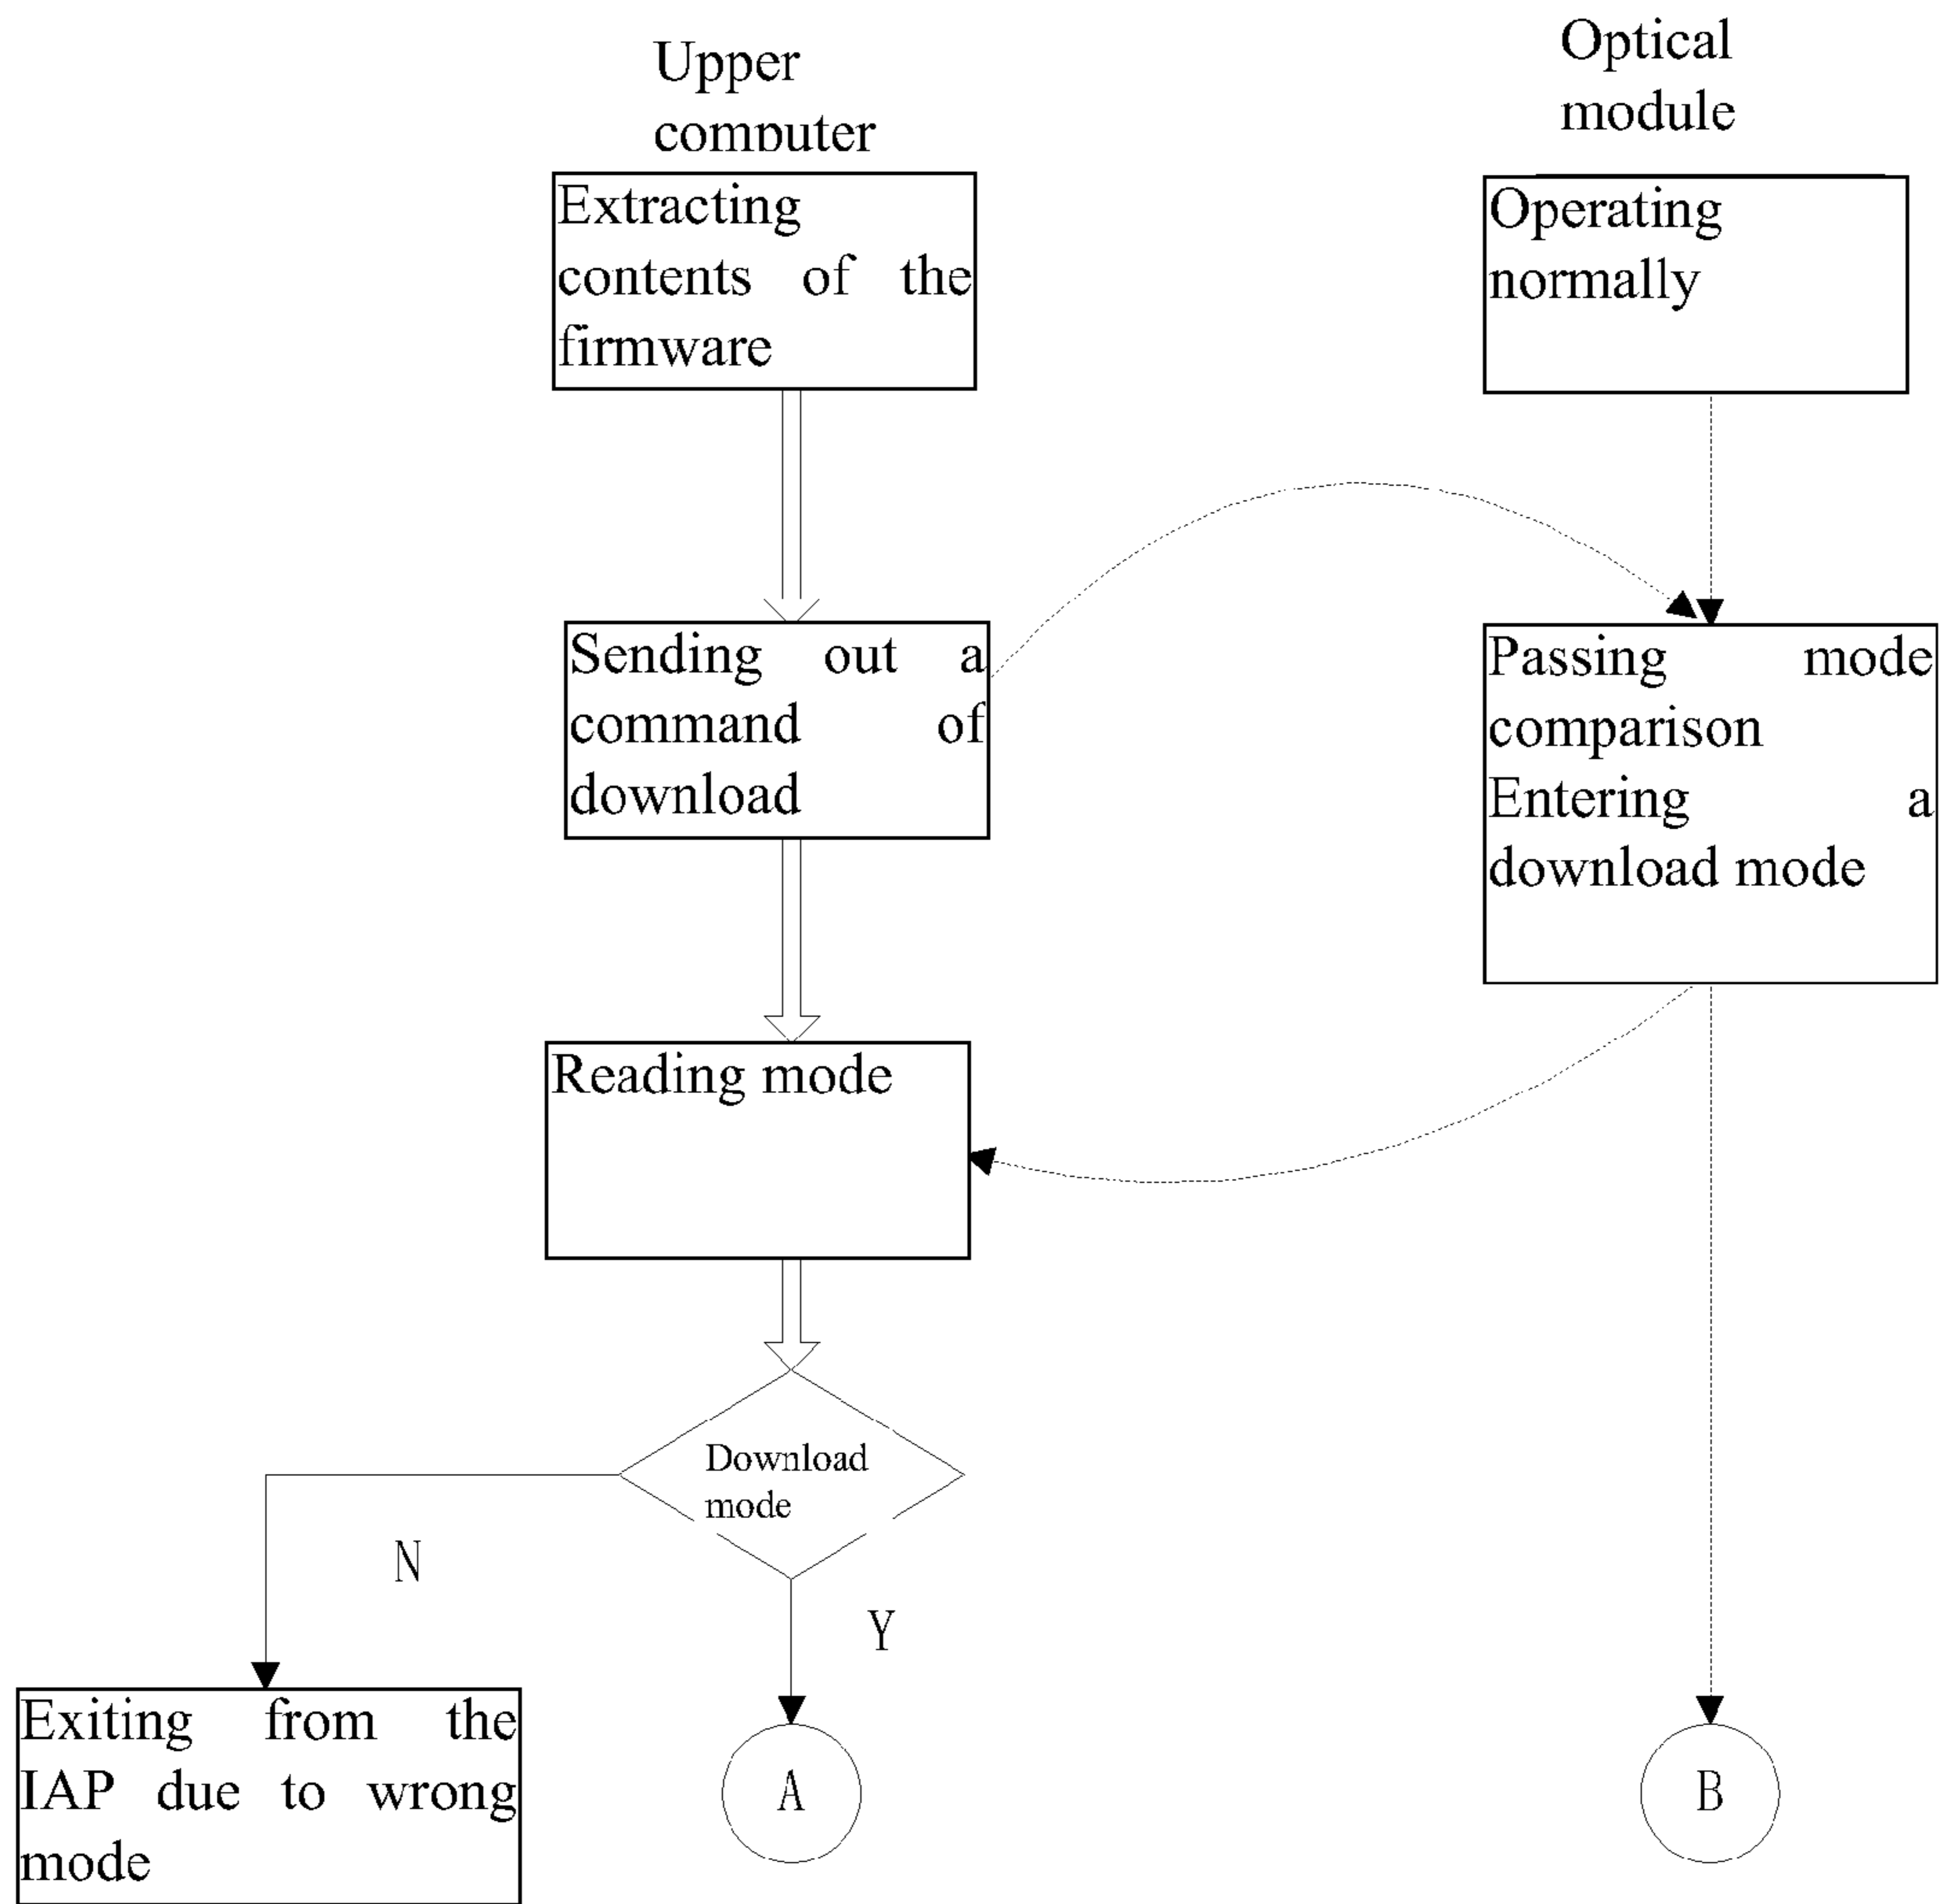 Upper
computer
Optical
module
Extracting
contents of the
firmware
Operating
normally
Sending out a
command of
download
Passing mode
comparison
Entering a
download mode
Reading mode
Download
mode
N
Y
Exiting from the
IAP due to wrong
mode
A
B